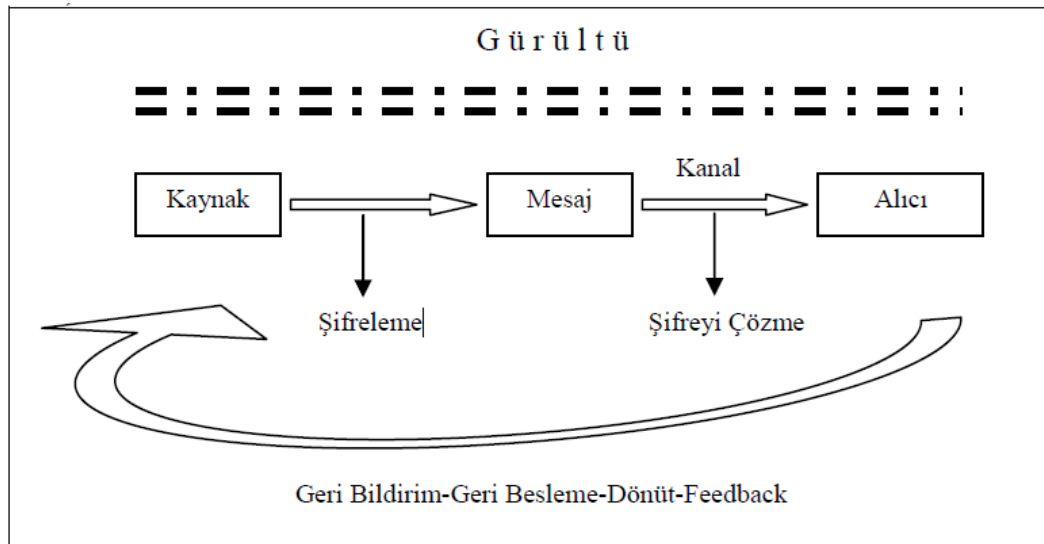 G ü r ü l t ü
Kanal
Kaynak
Mesaj
Alıcı
Şifreleme
Şifreyi Çözme
Geri Bildirim-Geri Besleme-Dönüt-Feedback